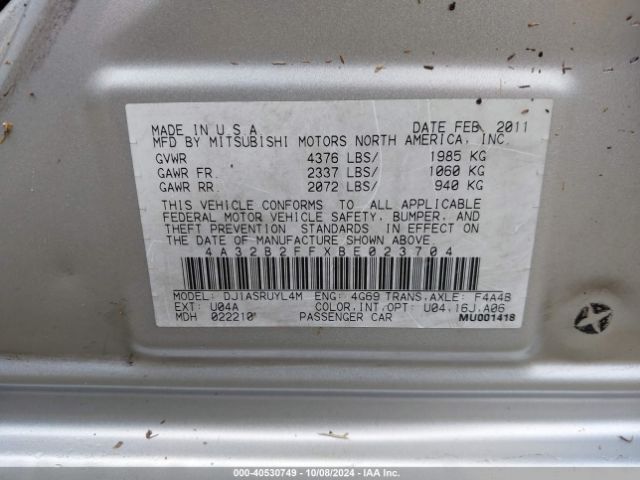 MADE IN U.S.A. DATE FEB. 2011
MFD BY MITSUBISHI MOTORS NORTH AMERICA, INC.
GVWR 4376 LBS/ 1985 KG
GAWR FR. 2337 LBS/ 1060 KG
GAWR RR. 2072 LBS/ 940 KG
THIS VEHICLE CONFORMS TO ALL APPLICABLE
FEDERAL MOTOR VEHICLE SAFETY, BUMPER, AND
THEFT PREVENTION STANDARDS IN EFFECT ON
THE DATE OF MANUFACTURE SHOWN ABOVE.
4A32B2FFXBE023704
MODEL: DJ1ASRUYL4M ENG: 4G69 TRANS.AXLE: F4A4B
EXT: U04A COLOR.INT.OPT: U04.16J.A06
MDH 022210 PASSENGER CAR MU001418
000-40530749 - 10/08/2024 - IAA Inc.